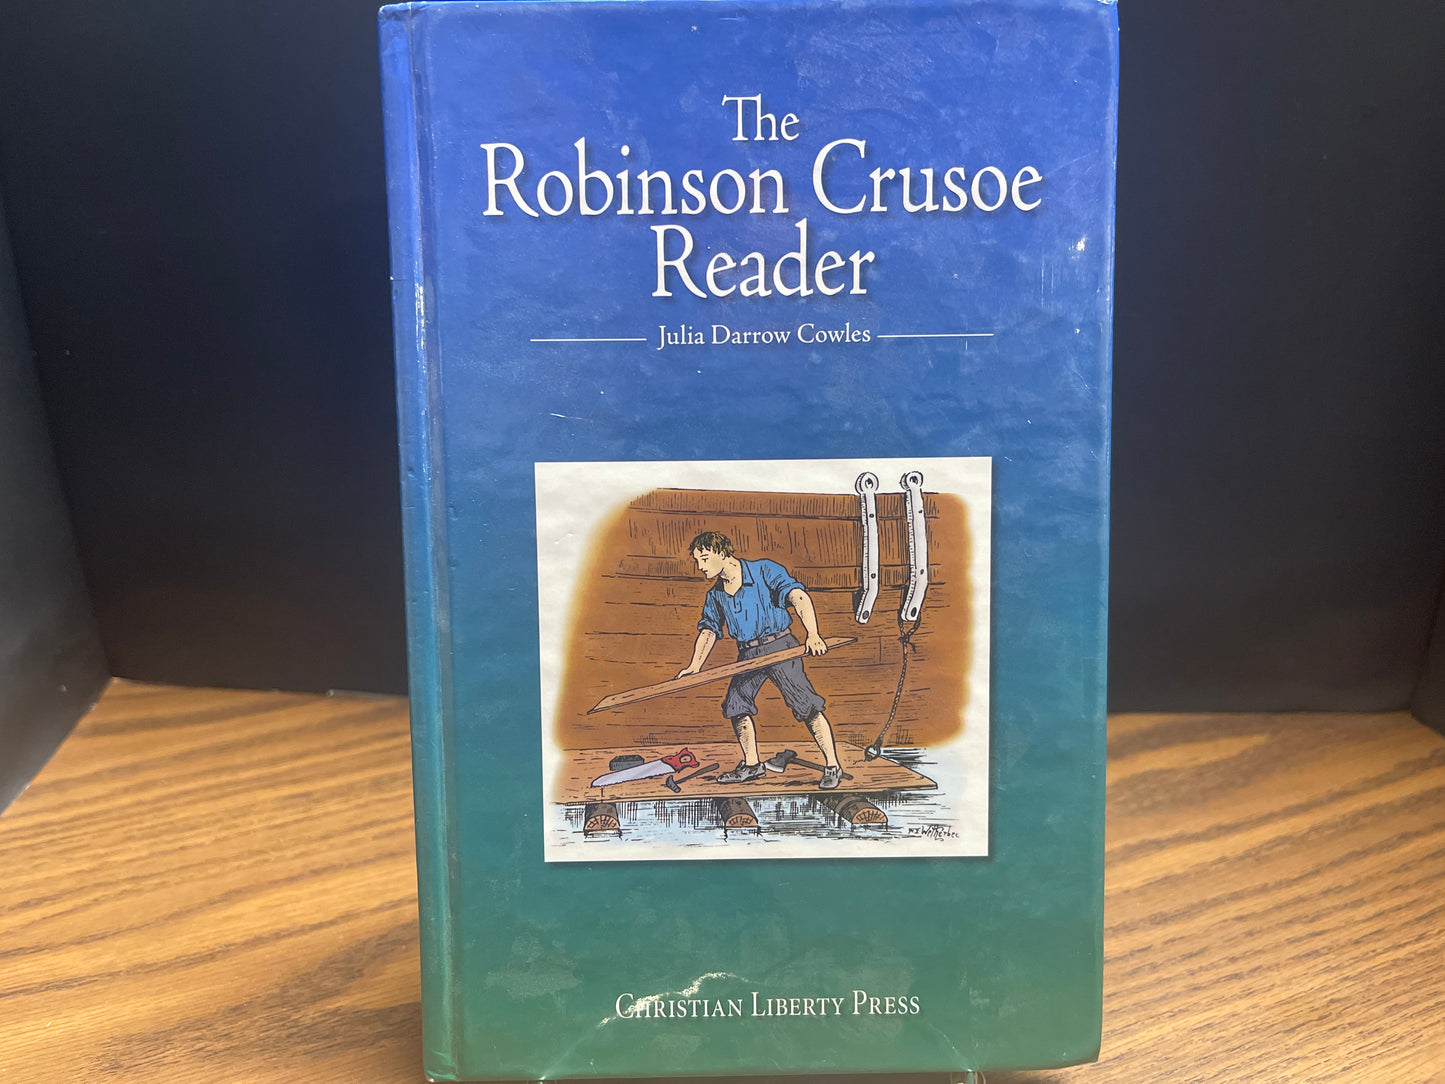 The
Robinson Crusoe
Reader
Julia Darrow Cowles
Christian Liberty Press